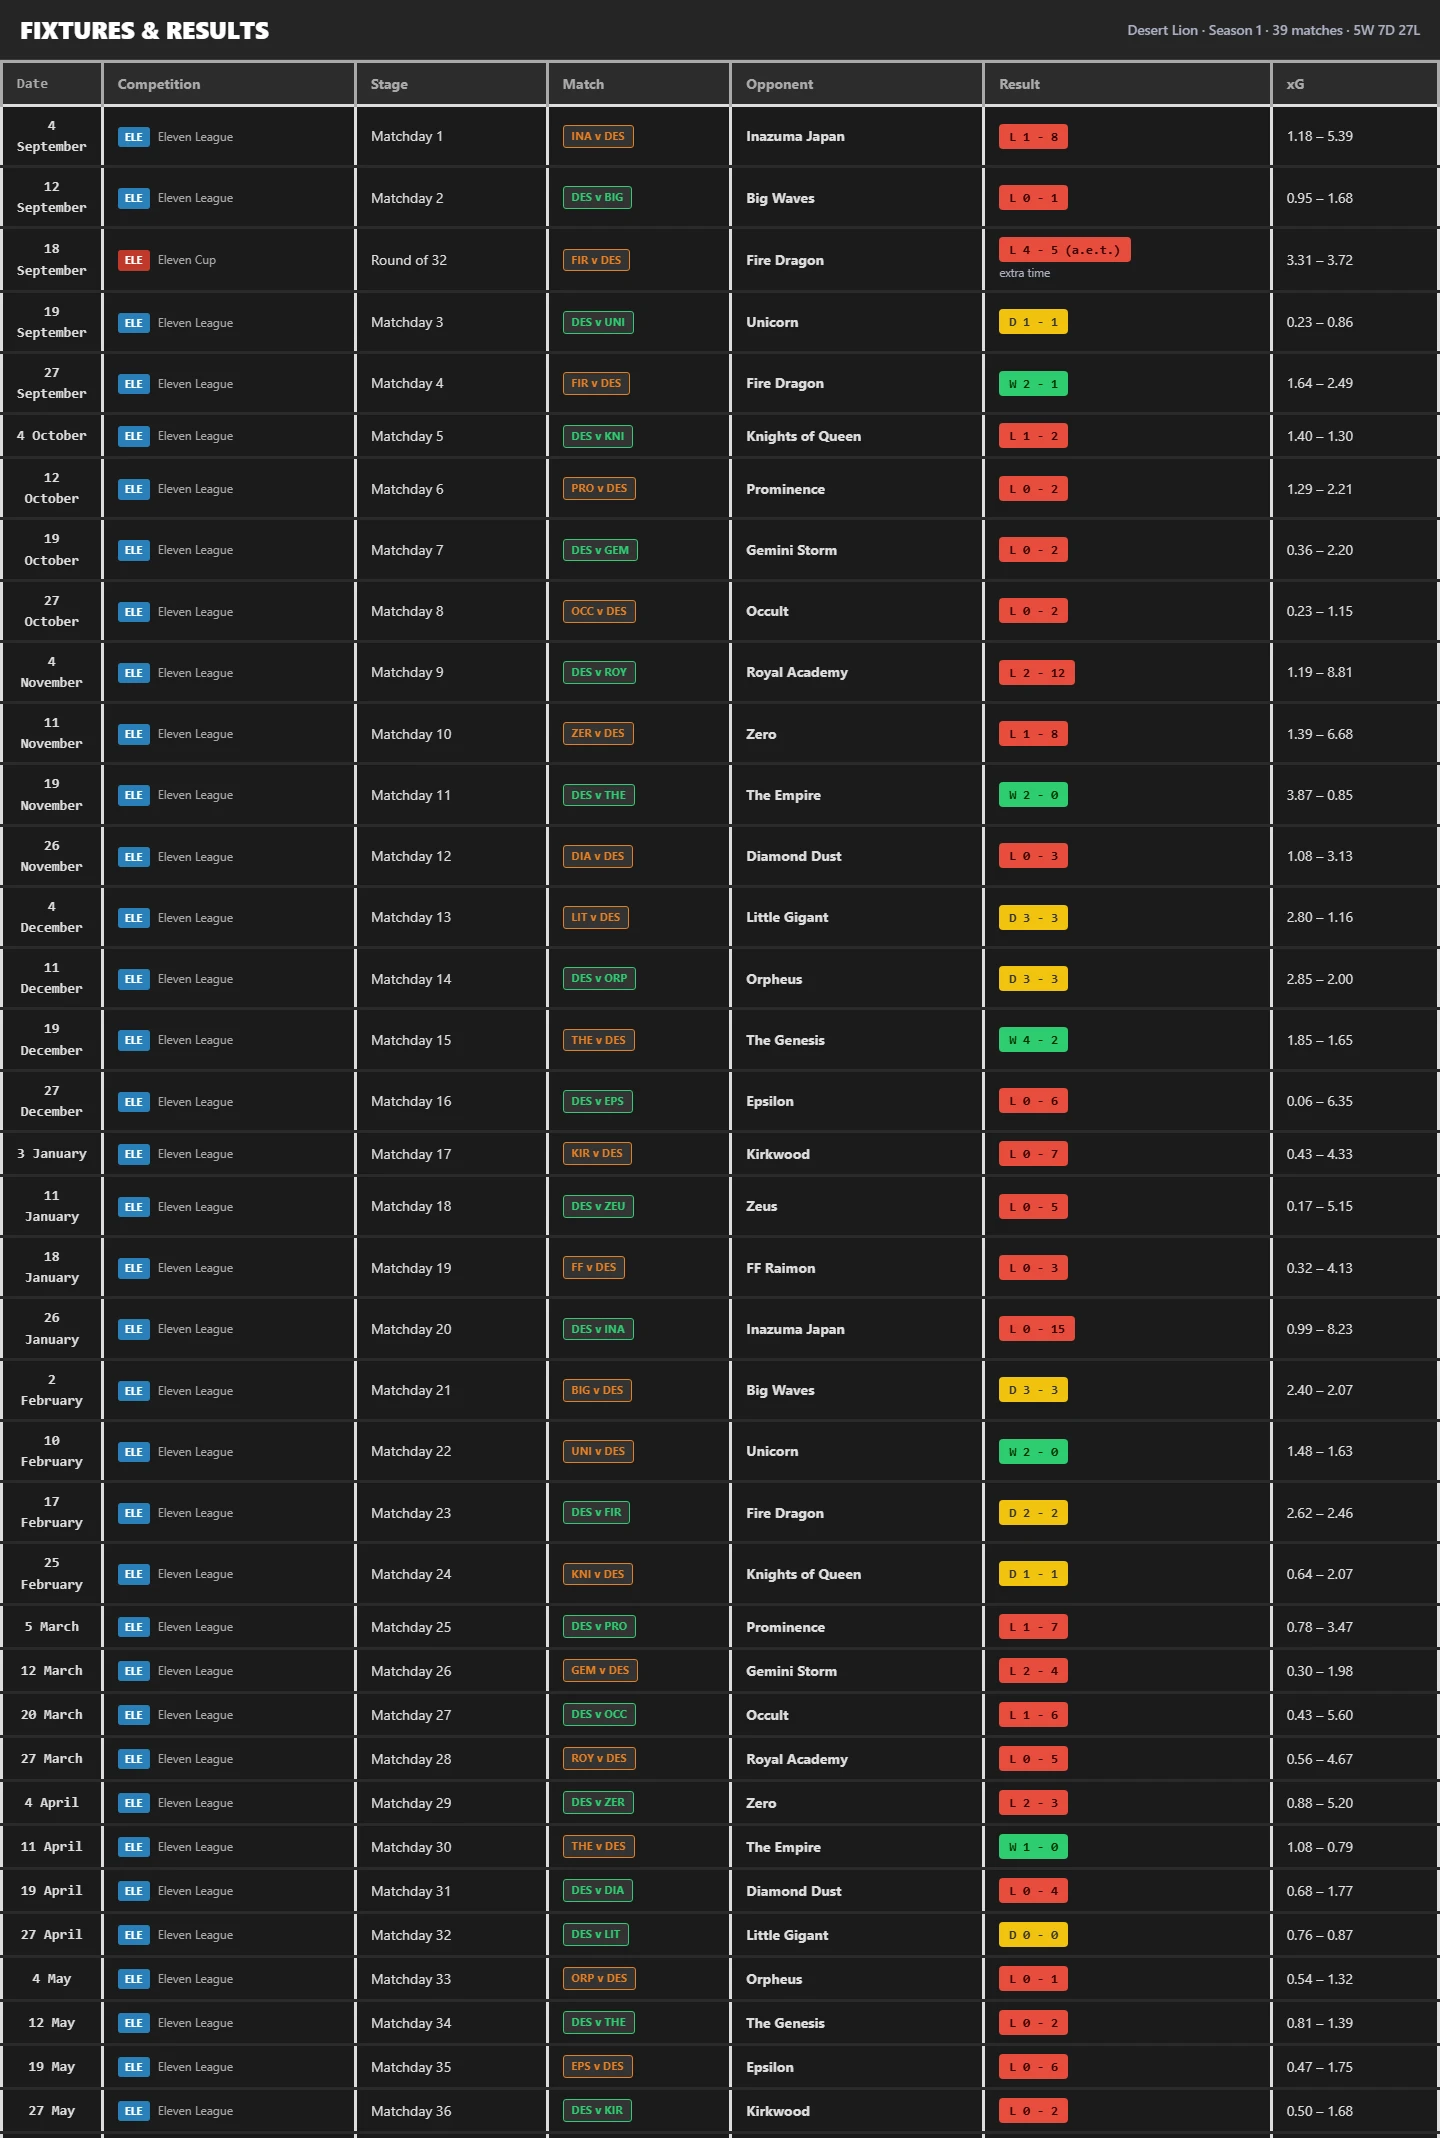 FIXTURES & RESULTS
Desert Lion · Season 1 · 39 matches · 5W 7D 27L
Date Competition Stage Match Opponent Result xG
4 September ELE Eleven League Matchday 1 INA v DES Inazuma Japan L 1 - 8 1.18 – 5.39
12 September ELE Eleven League Matchday 2 DES v BIG Big Waves L 0 - 1 0.95 – 1.68
18 September ELE Eleven Cup Round of 32 FIR v DES Fire Dragon L 4 - 5 (a.e.t.) extra time 3.31 – 3.72
19 September ELE Eleven League Matchday 3 DES v UNI Unicorn D 1 - 1 0.23 – 0.86
27 September ELE Eleven League Matchday 4 FIR v DES Fire Dragon W 2 - 1 1.64 – 2.49
4 October ELE Eleven League Matchday 5 DES v KNI Knights of Queen L 1 - 2 1.40 – 1.30
12 October ELE Eleven League Matchday 6 PRO v DES Prominence L 0 - 2 1.29 – 2.21
19 October ELE Eleven League Matchday 7 DES v GEM Gemini Storm L 0 - 2 0.36 – 2.20
27 October ELE Eleven League Matchday 8 OCC v DES Occult L 0 - 2 0.23 – 1.15
4 November ELE Eleven League Matchday 9 DES v ROY Royal Academy L 2 - 12 1.19 – 8.81
11 November ELE Eleven League Matchday 10 ZER v DES Zero L 1 - 8 1.39 – 6.68
19 November ELE Eleven League Matchday 11 DES v THE The Empire W 2 - 0 3.87 – 0.85
26 November ELE Eleven League Matchday 12 DIA v DES Diamond Dust L 0 - 3 1.08 – 3.13
4 December ELE Eleven League Matchday 13 LIT v DES Little Gigant D 3 - 3 2.80 – 1.16
11 December ELE Eleven League Matchday 14 DES v ORP Orpheus D 3 - 3 2.85 – 2.00
19 December ELE Eleven League Matchday 15 THE v DES The Genesis W 4 - 2 1.85 – 1.65
27 December ELE Eleven League Matchday 16 DES v EPS Epsilon L 0 - 6 0.06 – 6.35
3 January ELE Eleven League Matchday 17 KIR v DES Kirkwood L 0 - 7 0.43 – 4.33
11 January ELE Eleven League Matchday 18 DES v ZEU Zeus L 0 - 5 0.17 – 5.15
18 January ELE Eleven League Matchday 19 FF v DES FF Raimon L 0 - 3 0.32 – 4.13
26 January ELE Eleven League Matchday 20 DES v INA Inazuma Japan L 0 - 15 0.99 – 8.23
2 February ELE Eleven League Matchday 21 BIG v DES Big Waves D 3 - 3 2.40 – 2.07
10 February ELE Eleven League Matchday 22 UNI v DES Unicorn W 2 - 0 1.48 – 1.63
17 February ELE Eleven League Matchday 23 DES v FIR Fire Dragon D 2 - 2 2.62 – 2.46
25 February ELE Eleven League Matchday 24 KNI v DES Knights of Queen D 1 - 1 0.64 – 2.07
5 March ELE Eleven League Matchday 25 DES v PRO Prominence L 1 - 7 0.78 – 3.47
12 March ELE Eleven League Matchday 26 GEM v DES Gemini Storm L 2 - 4 0.30 – 1.98
20 March ELE Eleven League Matchday 27 DES v OCC Occult L 1 - 6 0.43 – 5.60
27 March ELE Eleven League Matchday 28 ROY v DES Royal Academy L 0 - 5 0.56 – 4.67
4 April ELE Eleven League Matchday 29 DES v ZER Zero L 2 - 3 0.88 – 5.20
11 April ELE Eleven League Matchday 30 THE v DES The Empire W 1 - 0 1.08 – 0.79
19 April ELE Eleven League Matchday 31 DES v DIA Diamond Dust L 0 - 4 0.68 – 1.77
27 April ELE Eleven League Matchday 32 DES v LIT Little Gigant D 0 - 0 0.76 – 0.87
4 May ELE Eleven League Matchday 33 ORP v DES Orpheus L 0 - 1 0.54 – 1.32
12 May ELE Eleven League Matchday 34 DES v THE The Genesis L 0 - 2 0.81 – 1.39
19 May ELE Eleven League Matchday 35 EPS v DES Epsilon L 0 - 6 0.47 – 1.75
27 May ELE Eleven League Matchday 36 DES v KIR Kirkwood L 0 - 2 0.50 – 1.68